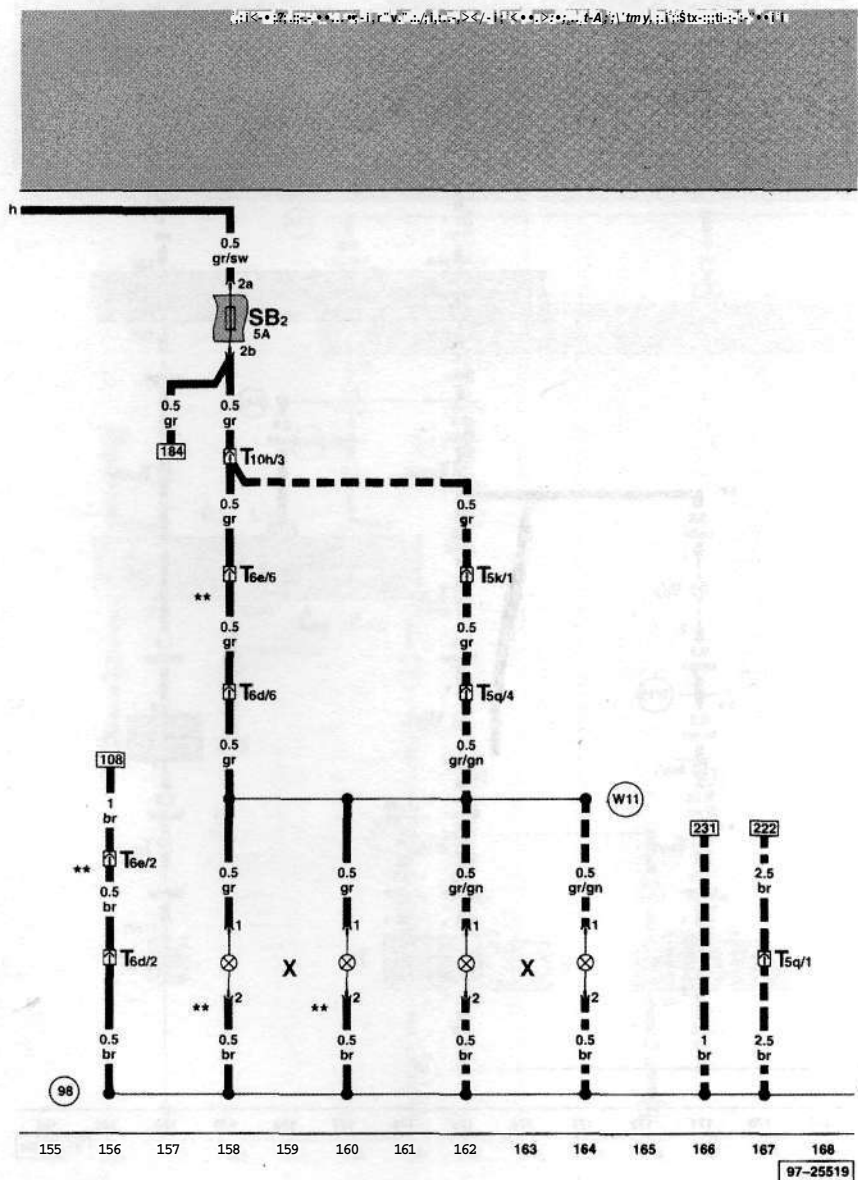 h
0.5
gr/sw
2a
SB2
5A
2b
0.5 0.5
gr gr
184
T10h/3
0.5 0.5
gr gr
T6e/6 T5k/1
**
0.5 0.5
gr gr
T6d/6 T5q/4
108
0.5 0.5
gr gr/gn
W11
1
br
231 222
T6e/2
**
0.5 0.5 0.5 0.5 0.5 2.5
br gr gr gr/gn gr/gn br
1 1 1 1
T6d/2 X X T5q/1
2 2 2 2
** **
0.5 0.5 0.5 0.5 0.5 1 2.5
br br br br br br br
98
155 156 157 158 159 160 161 162 163 164 165 166 167 168
97-25519